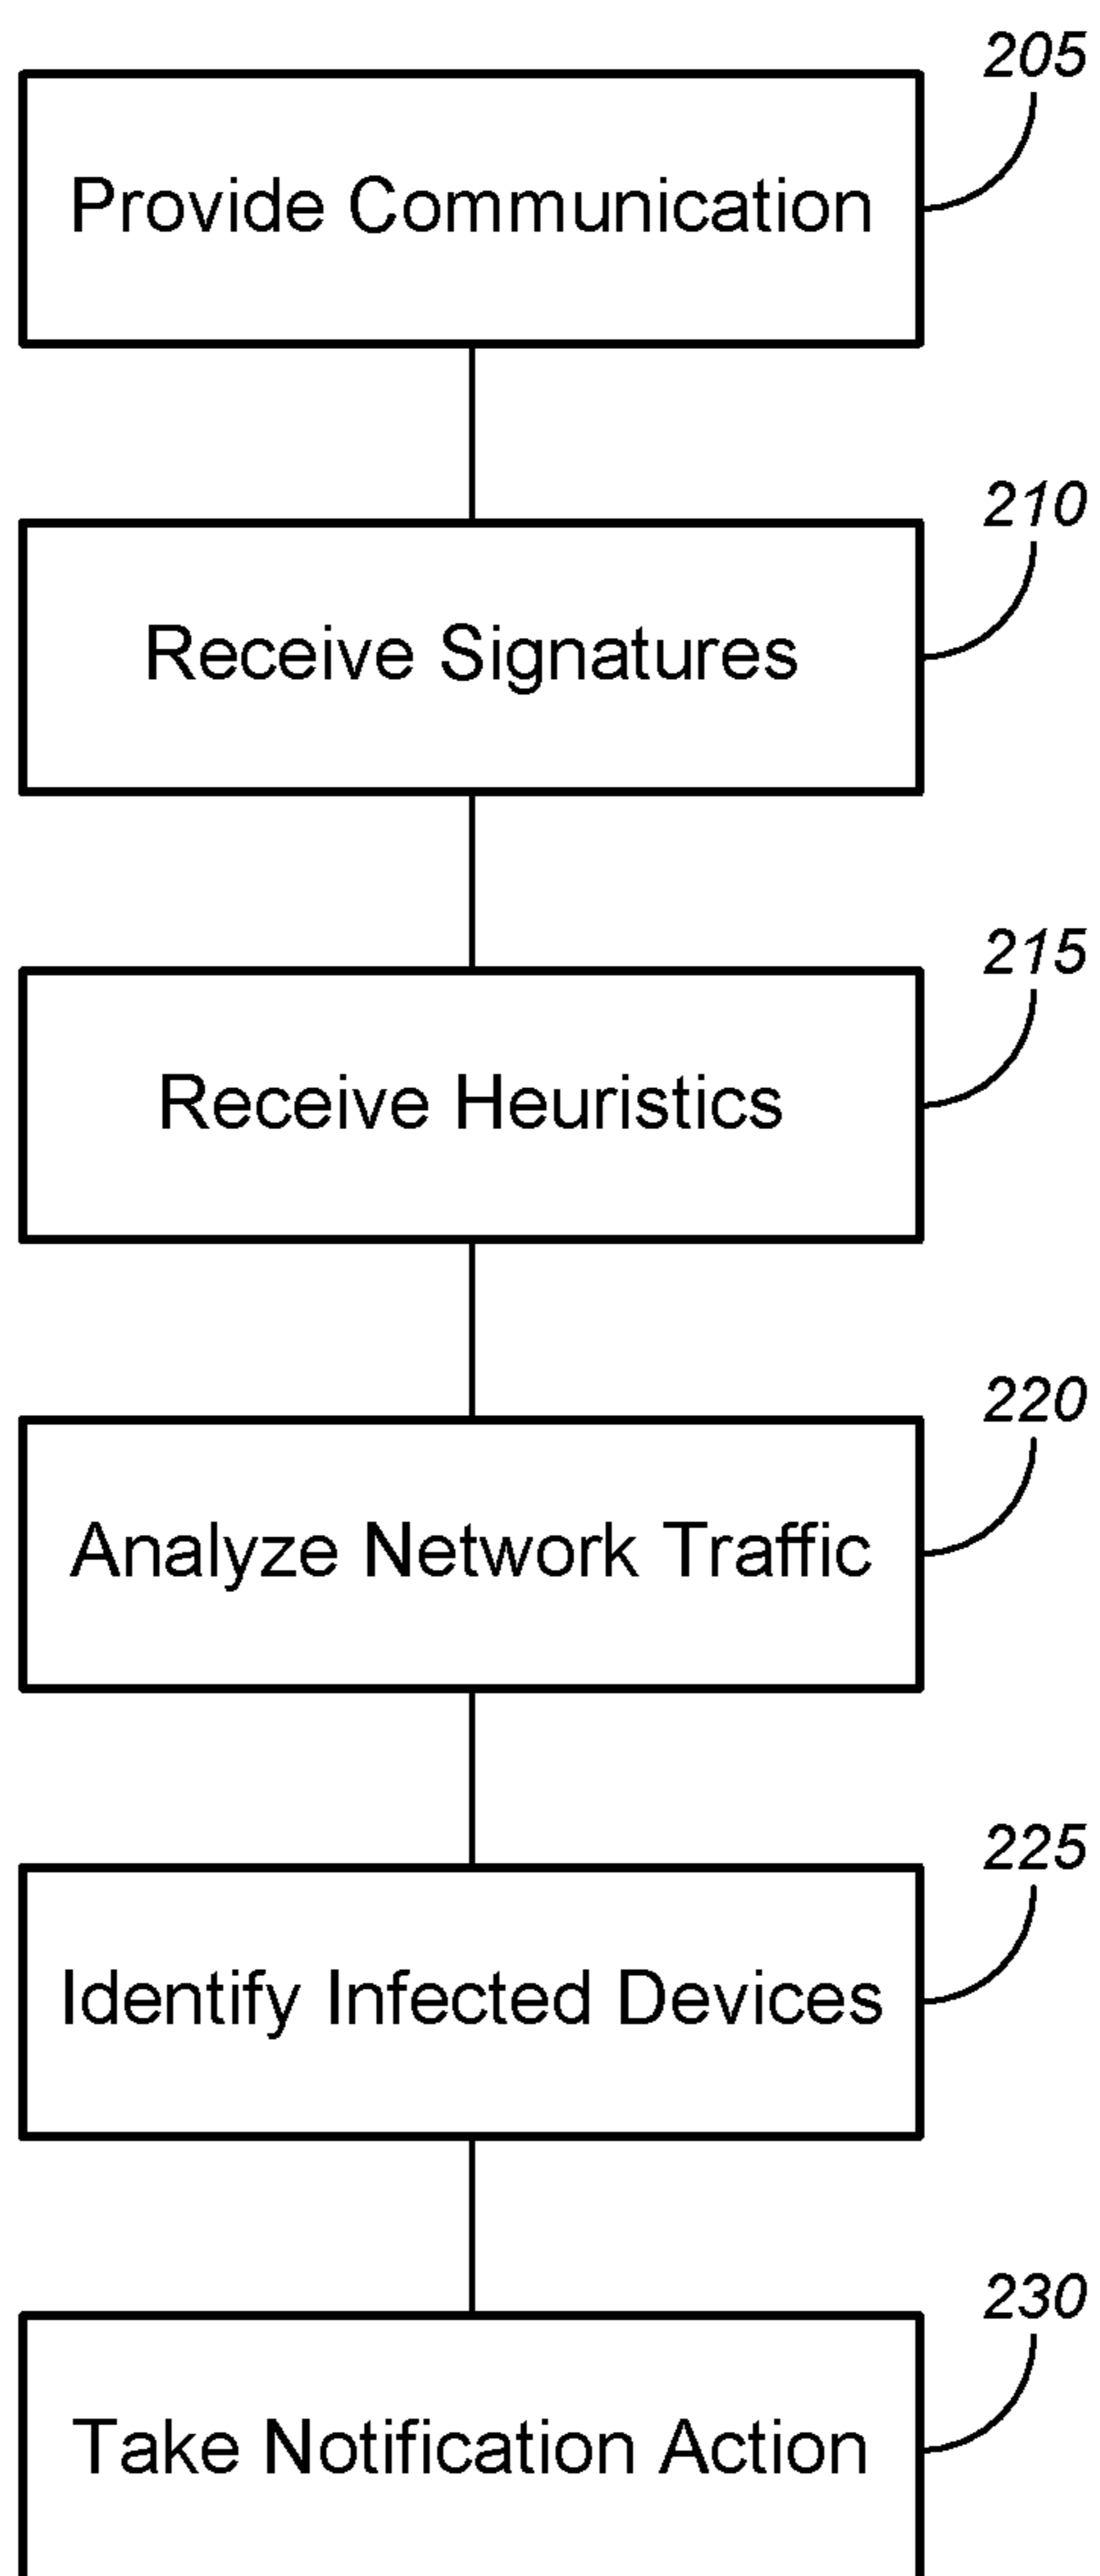 205
Provide Communication
210
Receive Signatures
215
Receive Heuristics
220
Analyze Network Traffic
225
Identify Infected Devices
230
Take Notification Action